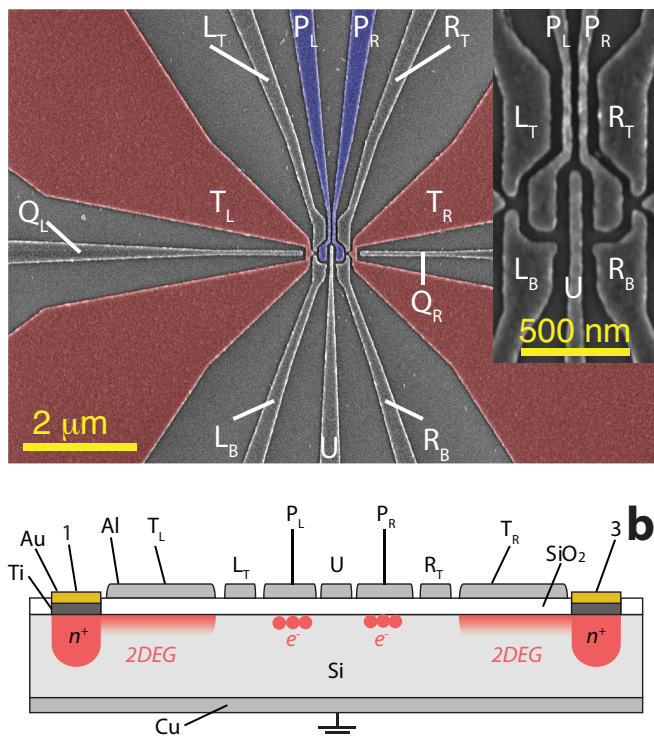 L_T P_L P_R R_T P_L P_R
L_T R_T
T_L T_R
Q_L Q_R
L_B U R_B
500 nm
2 μm
L_B U R_B
b
Au 1 Al T_L P_L P_R T_R 3
L_T U R_T SiO₂
Ti
n⁺ 2DEG e⁻ e⁻ 2DEG n⁺
Si
Cu